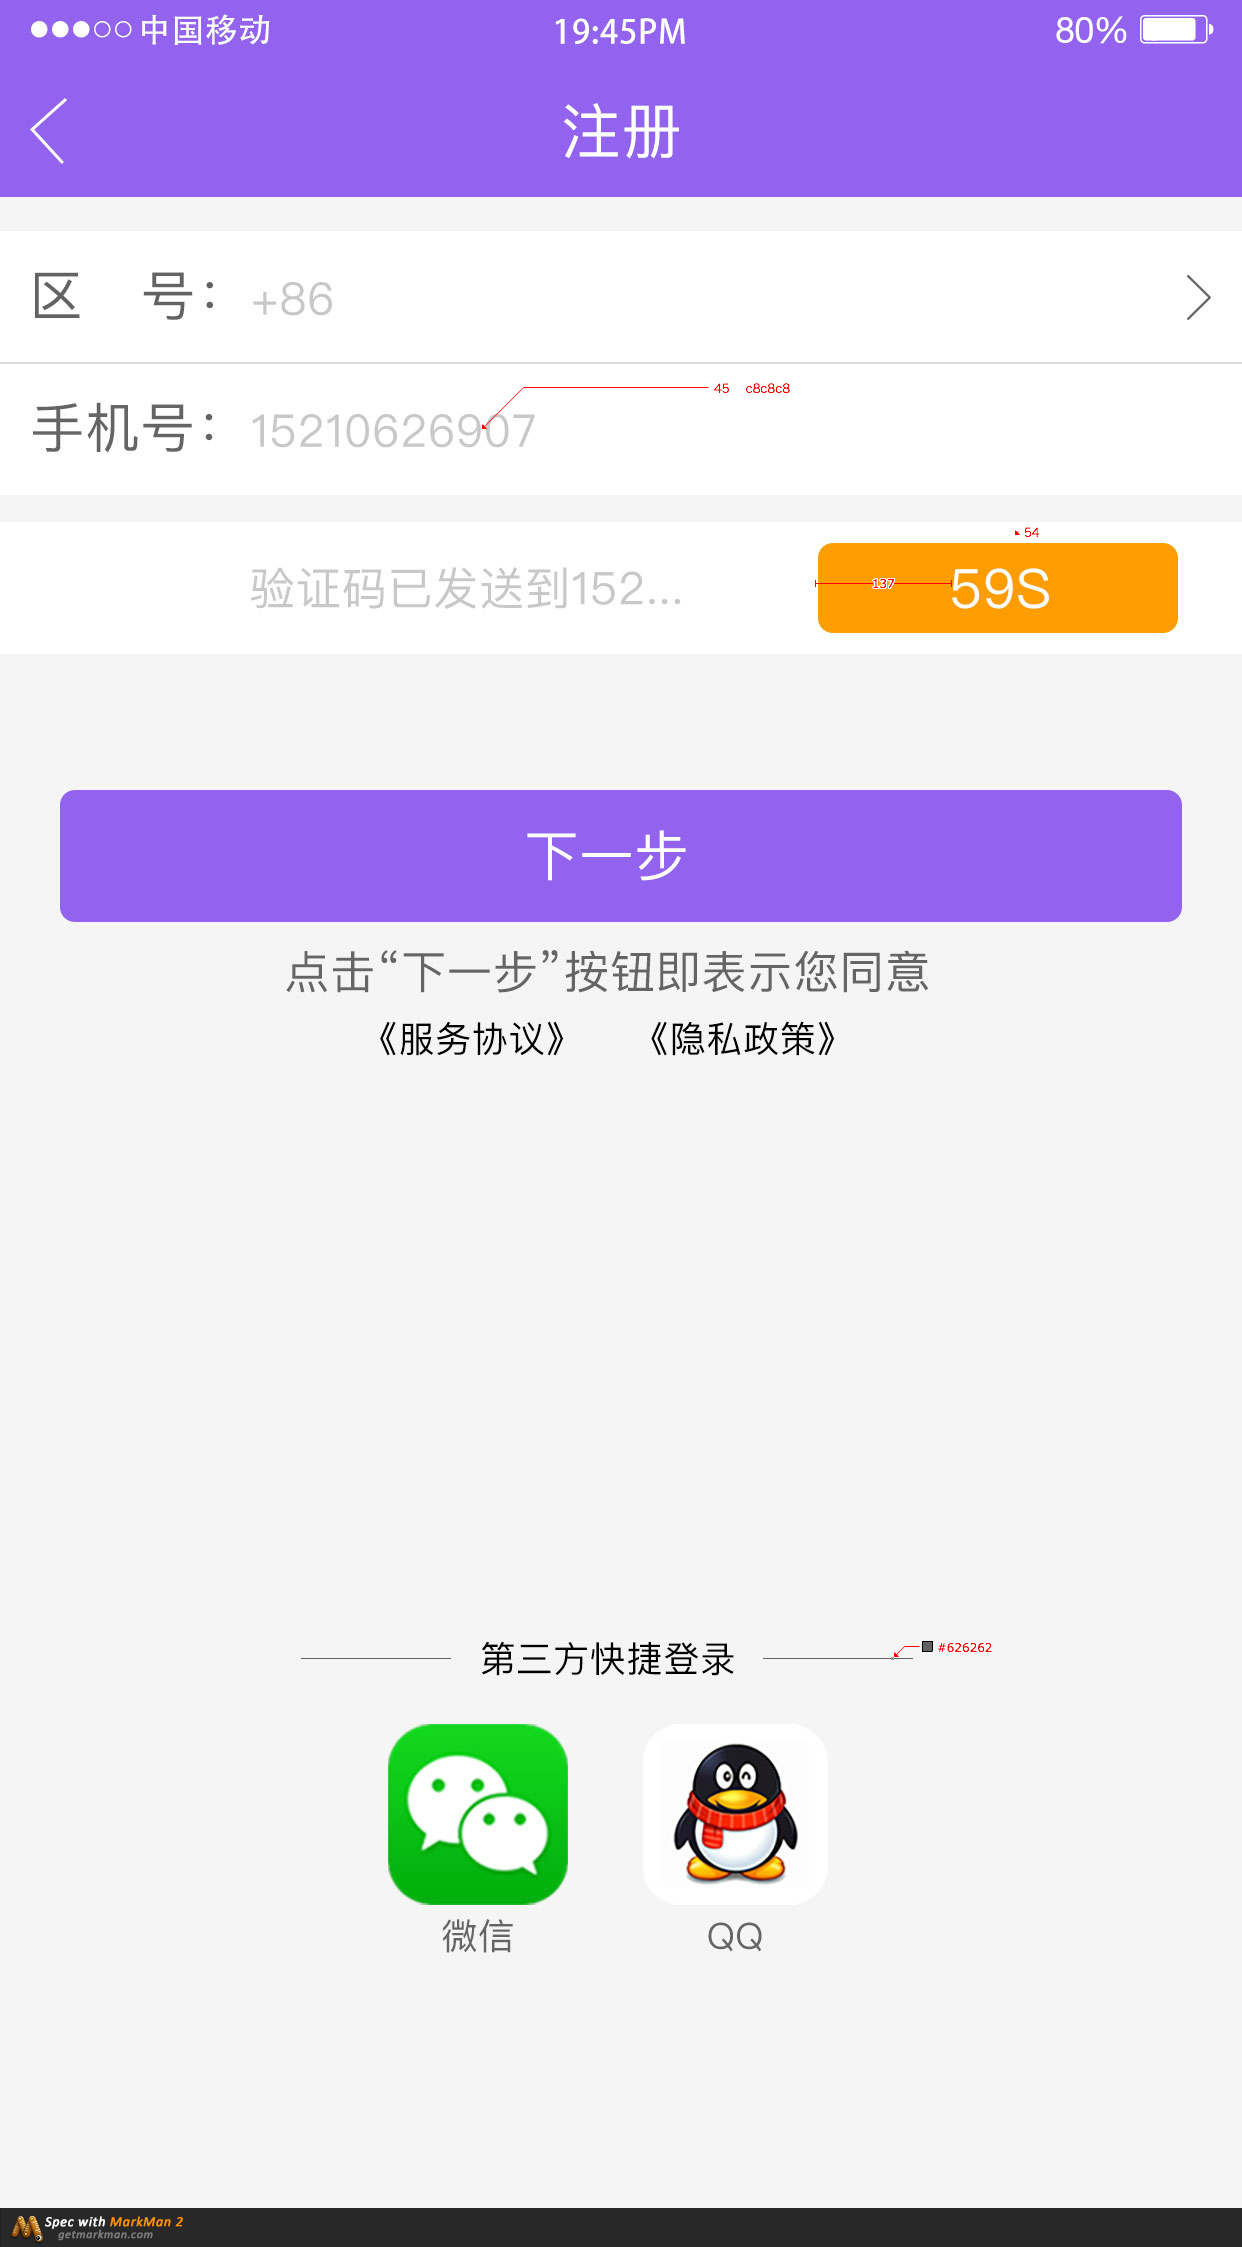 中国移动 19:45PM 80%
注册
区 号： +86
45 c8c8c8
手机号： 15210626907
54
验证码已发送到152... 137 59S
下一步
点击“下一步”按钮即表示您同意
《服务协议》 《隐私政策》
第三方快捷登录 #626262
微信 QQ
Spec with MarkMan 2
getmarkman.com